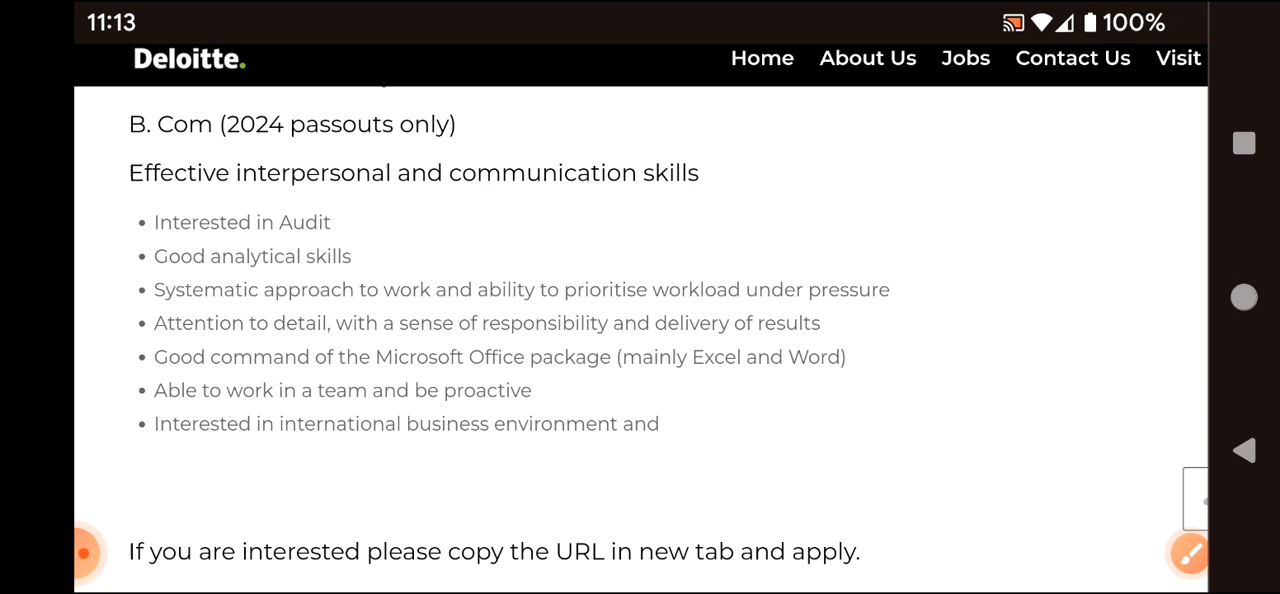 11:13
100%
Deloitte.
Home About Us Jobs Contact Us Visit
B. Com (2024 passouts only)
Effective interpersonal and communication skills
• Interested in Audit
• Good analytical skills
• Systematic approach to work and ability to prioritise workload under pressure
• Attention to detail, with a sense of responsibility and delivery of results
• Good command of the Microsoft Office package (mainly Excel and Word)
• Able to work in a team and be proactive
• Interested in international business environment and
If you are interested please copy the URL in new tab and apply.